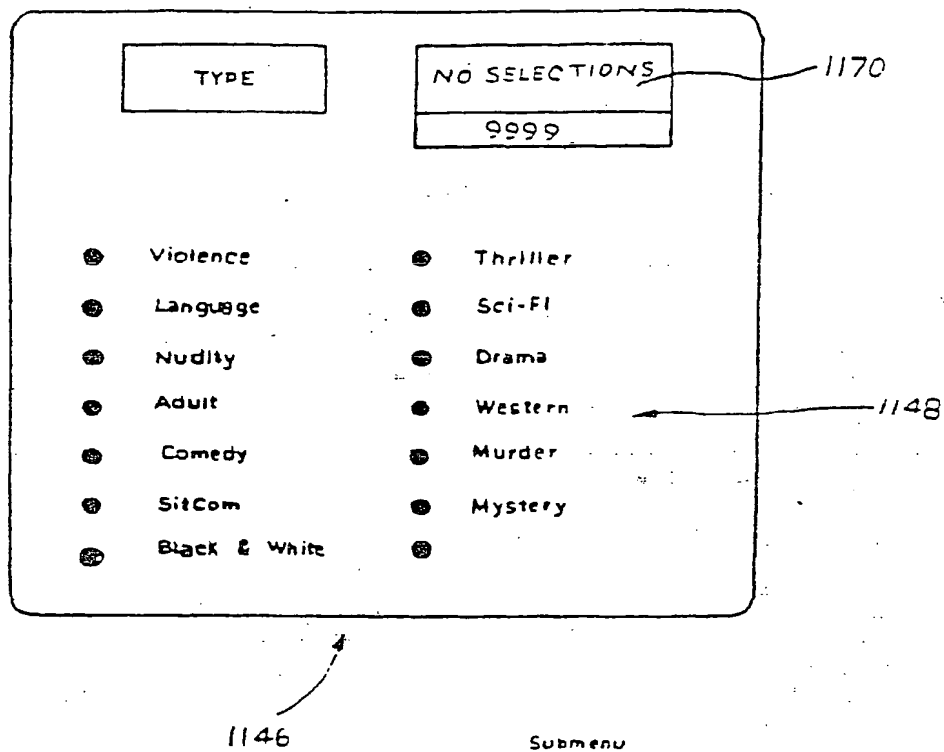 TYPE
NO SELECTIONS
9999
1170
Violence
Language
Nudity
Adult
Comedy
SitCom
Black & White
Thriller
Sci-Fi
Drama
Western
Murder
Mystery
1148
1146
Submenu